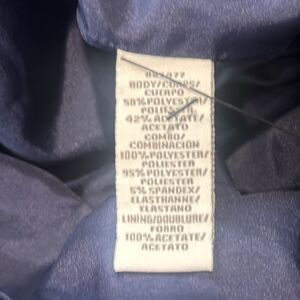 BODY/CORPS/
CUERPO
58% POLYESTER/
POLIESTER
42% ACETATE/
ACETATO
COMBO/
COMBINACION
100% POLYESTER/
POLIESTER
95% POLYESTER/
POLIESTER
5% SPANDEX/
ELASTHANNE/
ELASTANO
LINING/DOUBLURE/
FORRO
100% ACETATE/
ACETATO